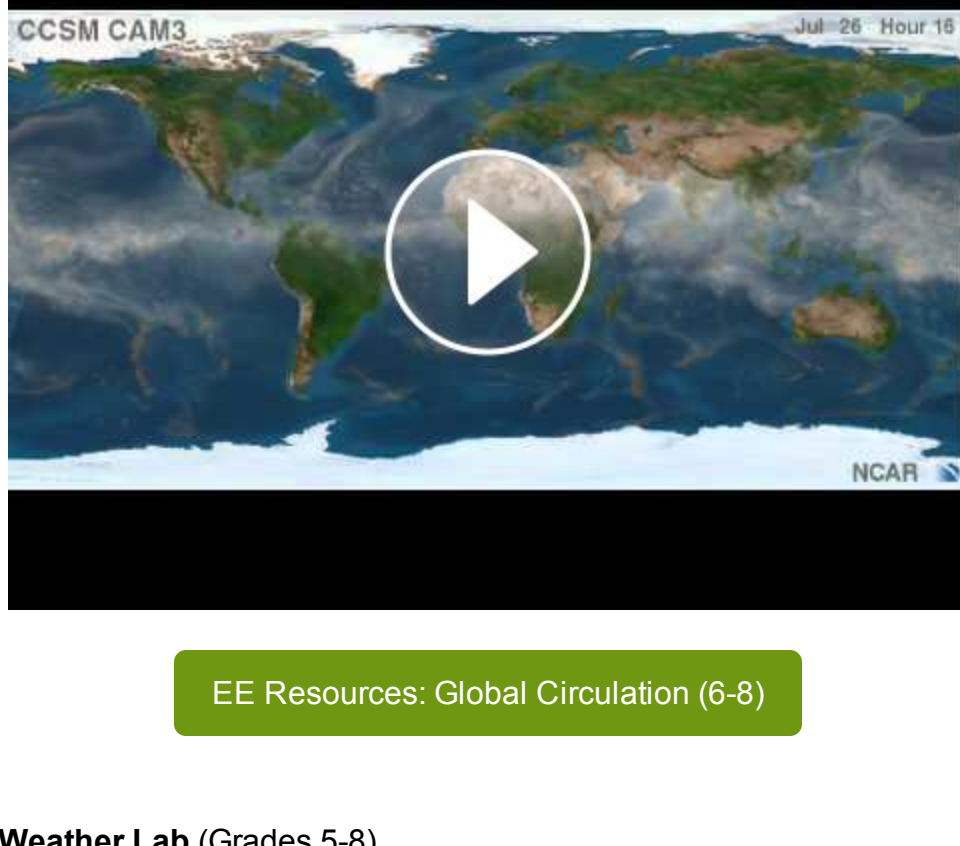 CCSM CAM3
Jul 26 Hour 16
NCAR
EE Resources: Global Circulation (6-8)
Weather Lab (Grades 5-8)